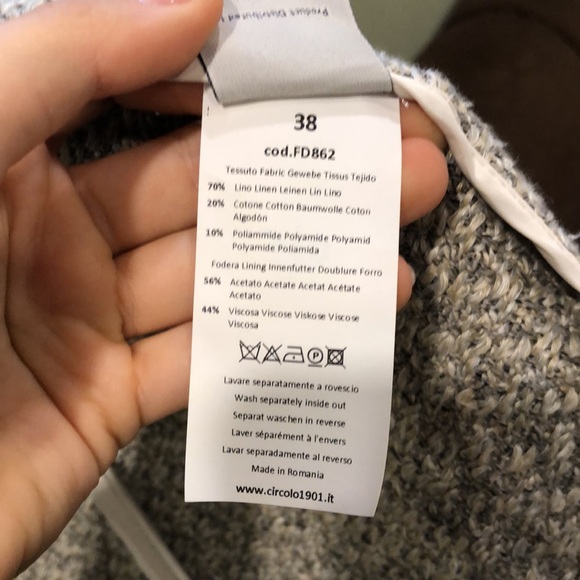 Product Distributed
38
cod.FD862
Tessuto Fabric Gewebe Tissus Tejido
70% Lino Linen Leinen Lin Lino
20% Cotone Cotton Baumwolle Coton
Algodón
10% Poliammide Polyamide Polyamid
Polyamide Poliamida
Fodera Lining Innenfutter Doublure Forro
56% Acetato Acetate Acetat Acétate
Acetato
44% Viscosa Viscose Viskose Viscose
Viscosa
P
Lavare separatamente a rovescio
Wash separately inside out
Separat waschen in reverse
Laver séparément à l'envers
Lavar separadamente al reverso
Made in Romania
www.circolo1901.it